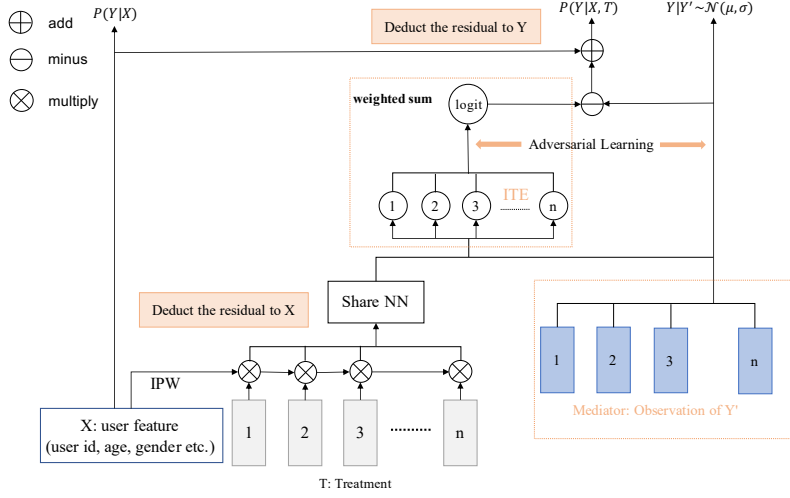 P(Y|X)
P(Y|X, T)
Y|Y′~𝒩(μ, σ)
add
minus
multiply
Deduct the residual to Y
weighted sum
logit
Adversarial Learning
1
2
3
ITE
..........
n
Deduct the residual to X
Share NN
IPW
X: user feature
(user id, age, gender etc.)
1
2
3
..........
n
T: Treatment
1
2
3
n
Mediator: Observation of Y'